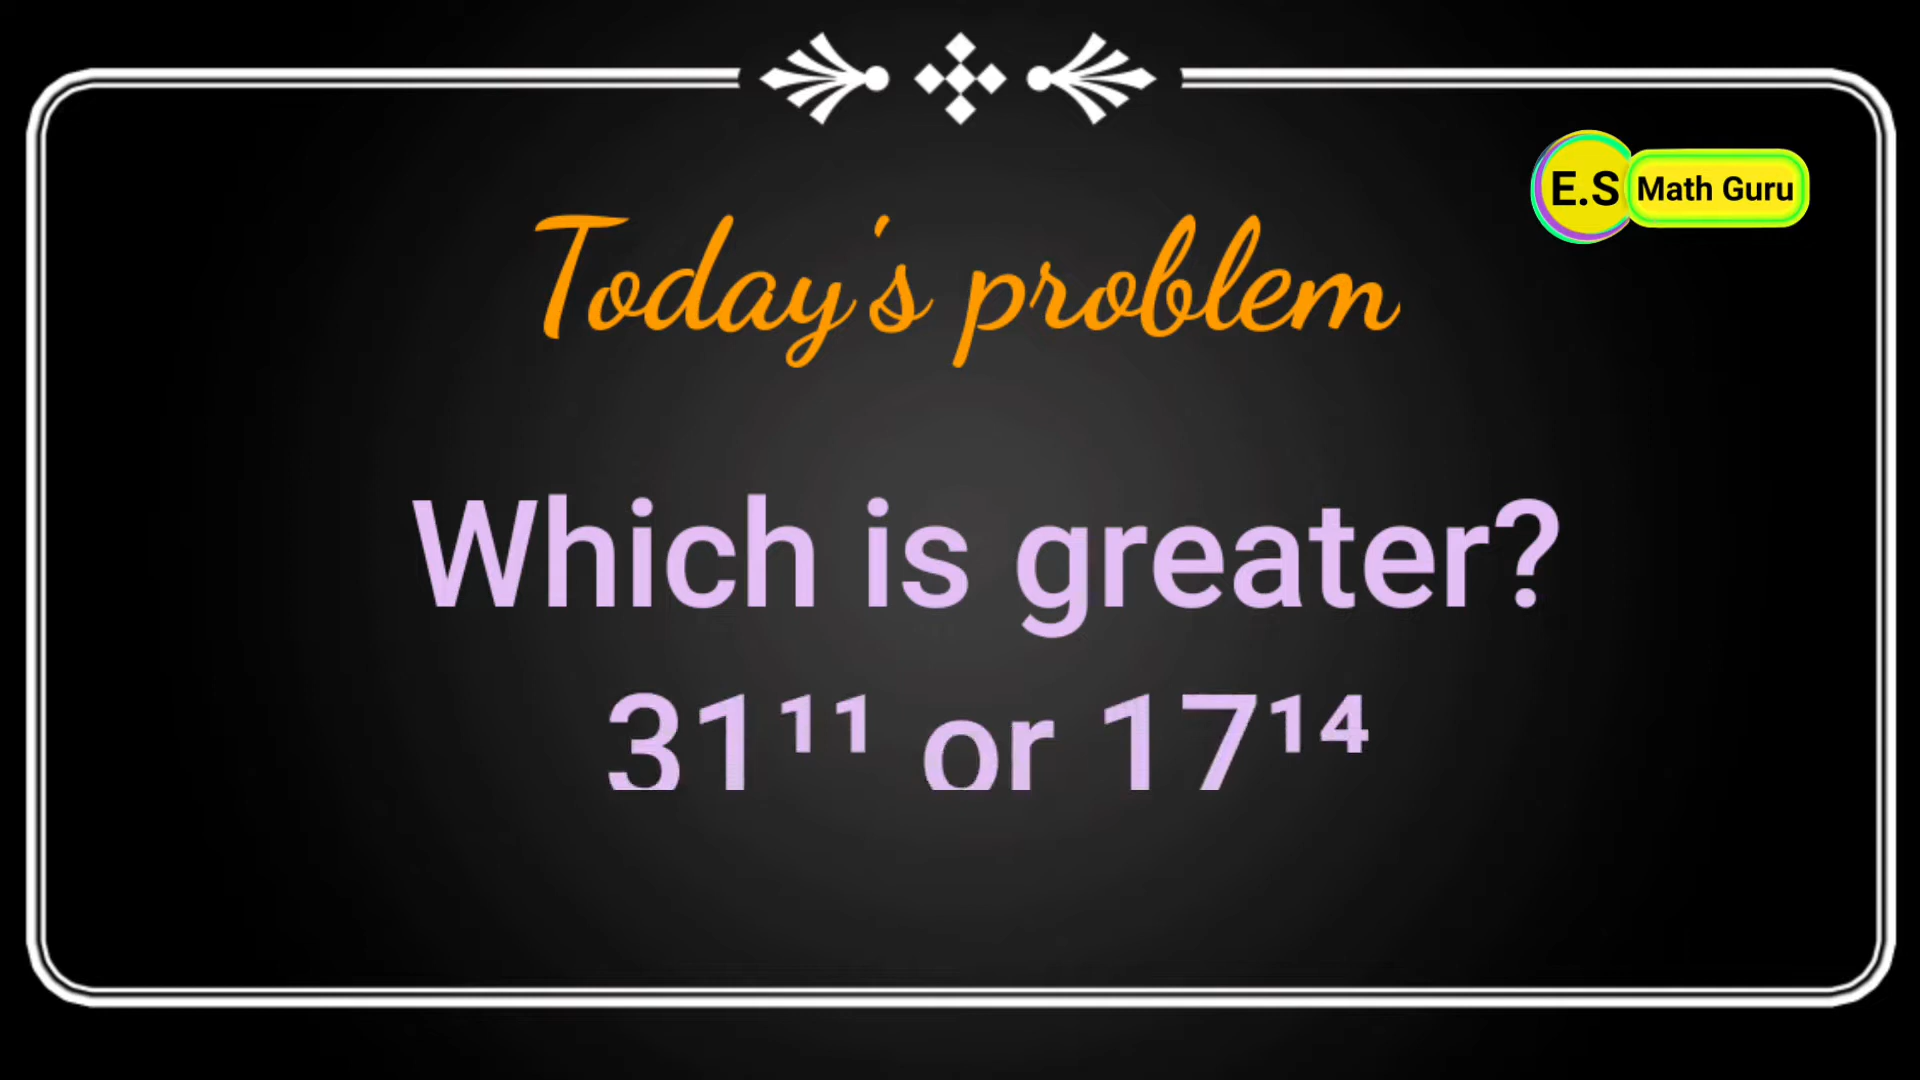 E.S Math Guru
Today's problem
Which is greater?
31¹¹ or 17¹⁴